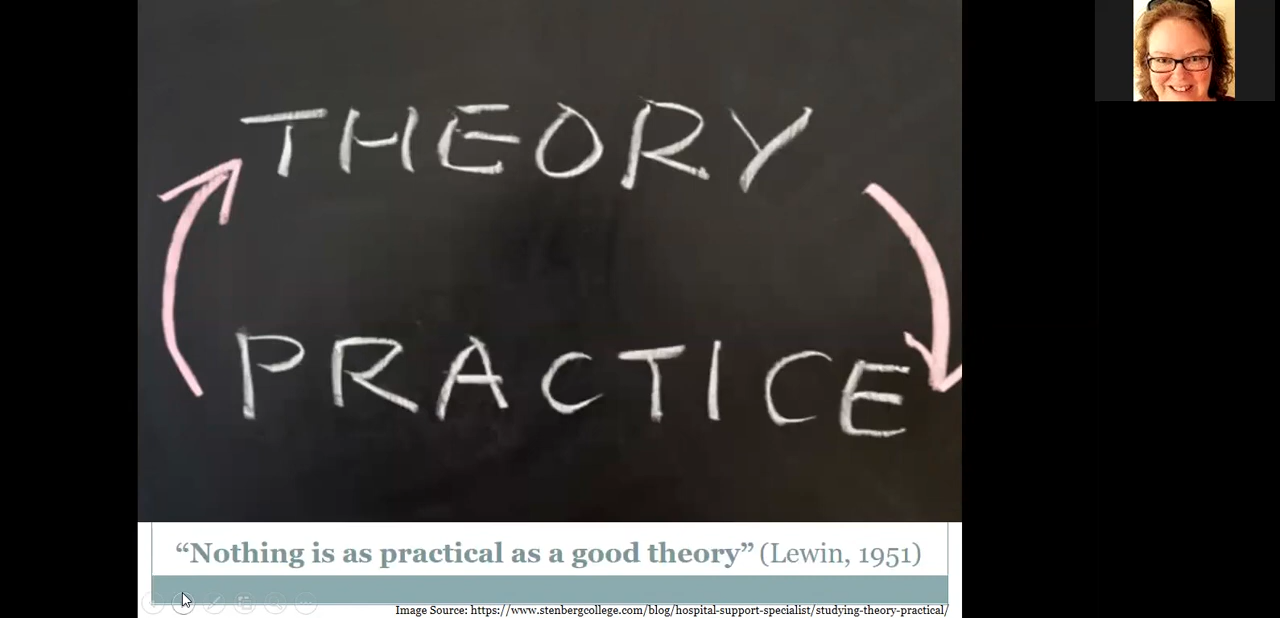 THEORY
PRACTICE
“Nothing is as practical as a good theory” (Lewin, 1951)
Image Source: https://www.stenbergcollege.com/blog/hospital-support-specialist/studying-theory-practical/